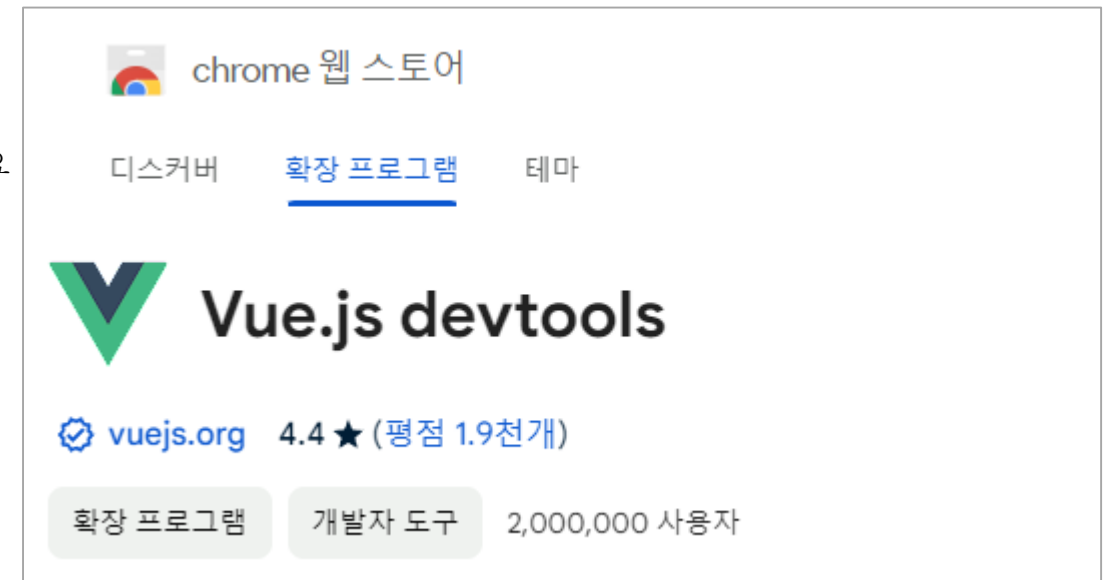 chrome 웹 스토어
요
디스커버 확장 프로그램 테마
Vue.js devtools
vuejs.org 4.4 ★ (평점 1.9천개)
확장 프로그램 개발자 도구 2,000,000 사용자